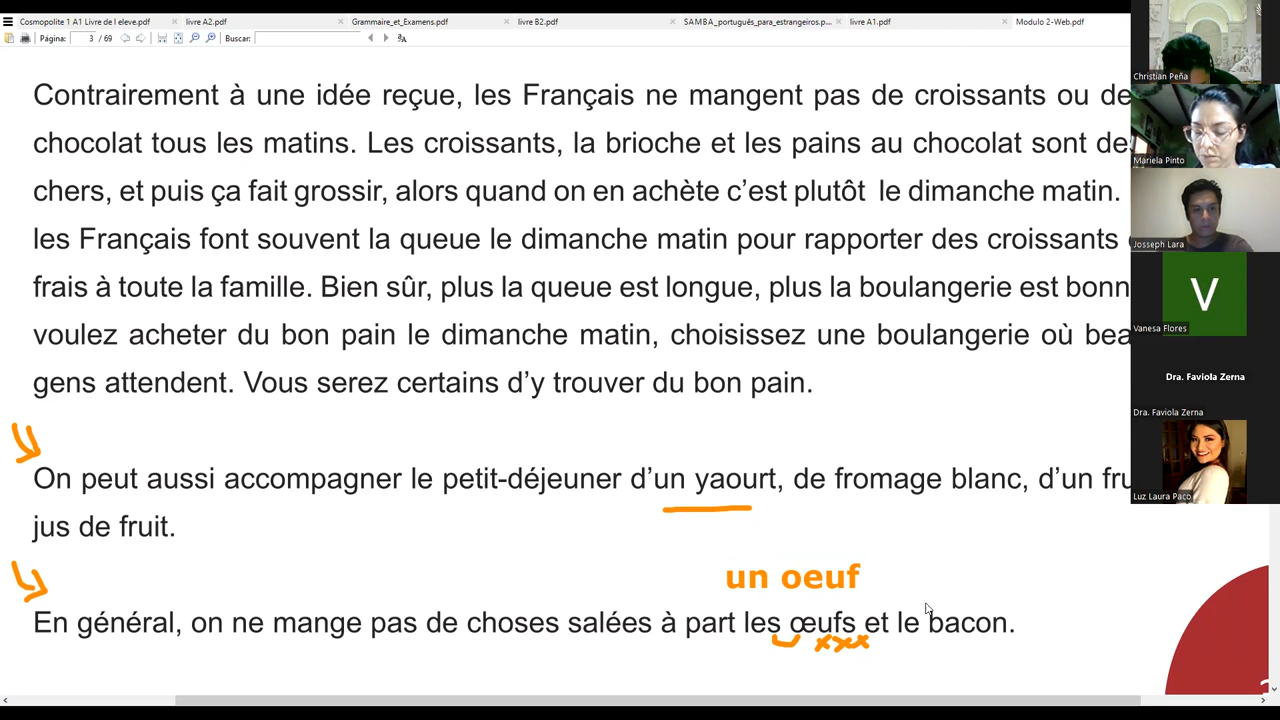 Cosmopolite 1 A1 Livre de l eleve.pdf
livre A2.pdf
Grammaire_et_Examens.pdf
livre B2.pdf
SAMBA_português_para_estrangeiros.p...
livre A1.pdf
Modulo 2-Web.pdf
Página: 3 / 69 Buscar:
Contrairement à une idée reçue, les Français ne mangent pas de croissants ou de
chocolat tous les matins. Les croissants, la brioche et les pains au chocolat sont de
chers, et puis ça fait grossir, alors quand on en achète c'est plutôt le dimanche matin.
les Français font souvent la queue le dimanche matin pour rapporter des croissants
frais à toute la famille. Bien sûr, plus la queue est longue, plus la boulangerie est bonn
voulez acheter du bon pain le dimanche matin, choisissez une boulangerie où bea
gens attendent. Vous serez certains d'y trouver du bon pain.
On peut aussi accompagner le petit-déjeuner d'un yaourt, de fromage blanc, d'un fru
jus de fruit.
un oeuf
En général, on ne mange pas de choses salées à part les œufs et le bacon.
xxx
Christian Peña
Mariela Pinto
Josseph Lara
V
Vanesa Flores
Dra. Faviola Zerna
Dra. Faviola Zerna
Luz Laura Paco